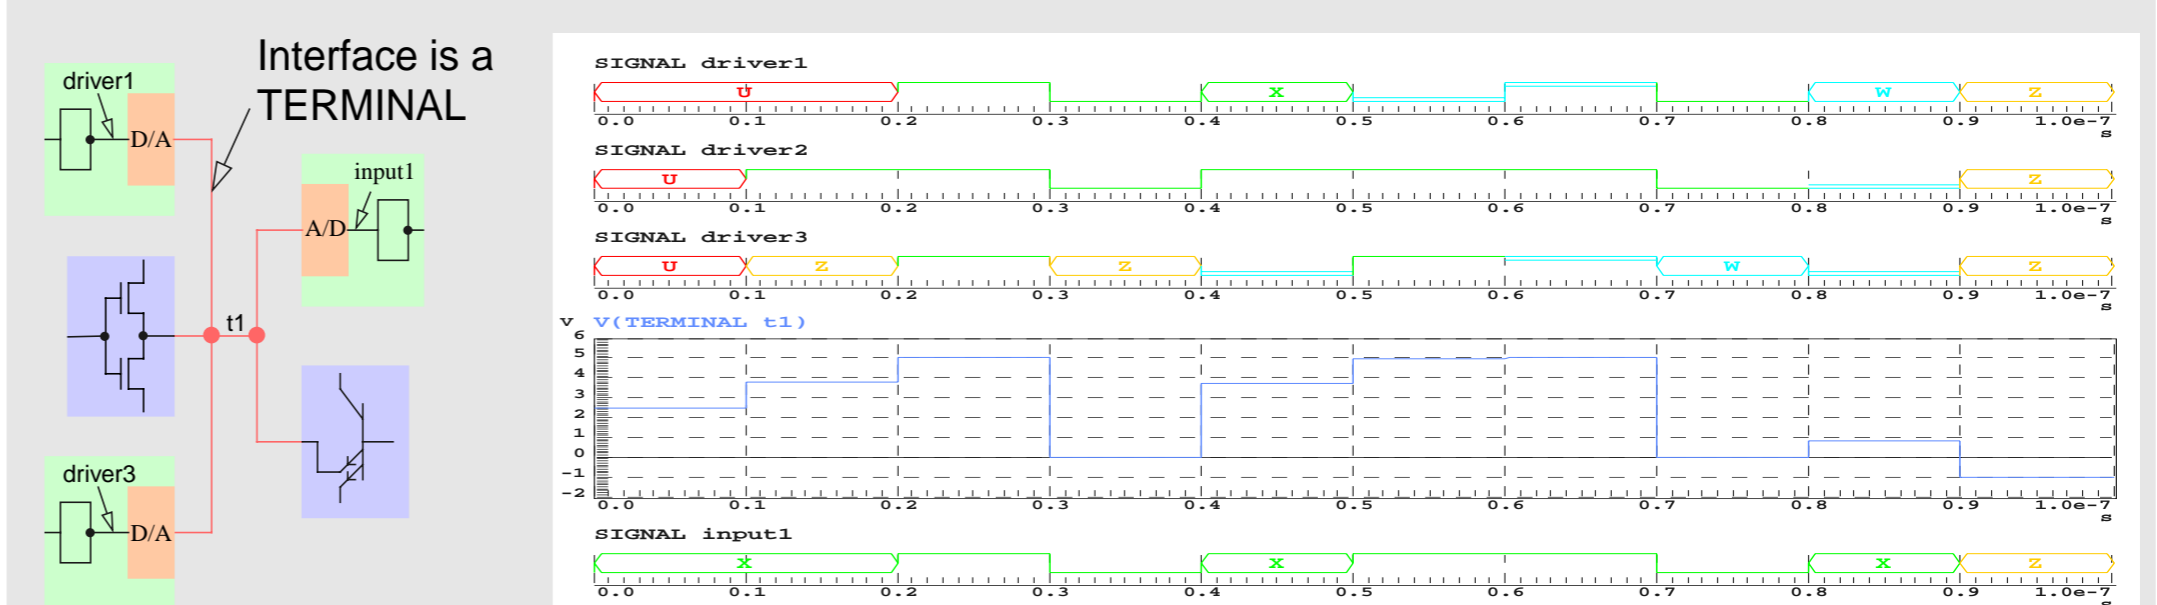 Interface is a
TERMINAL
driver1
D/A
input1
A/D
t1
driver3
D/A
SIGNAL driver1
U X W Z
0.0 0.1 0.2 0.3 0.4 0.5 0.6 0.7 0.8 0.9 1.0e-7
s
SIGNAL driver2
U Z
0.0 0.1 0.2 0.3 0.4 0.5 0.6 0.7 0.8 0.9 1.0e-7
s
SIGNAL driver3
U Z Z W Z
0.0 0.1 0.2 0.3 0.4 0.5 0.6 0.7 0.8 0.9 1.0e-7
s
V V(TERMINAL t1)
6
5
4
3
2
1
0
-1
-2
0.0 0.1 0.2 0.3 0.4 0.5 0.6 0.7 0.8 0.9 1.0e-7
s
SIGNAL input1
X X X Z
0.0 0.1 0.2 0.3 0.4 0.5 0.6 0.7 0.8 0.9 1.0e-7
s